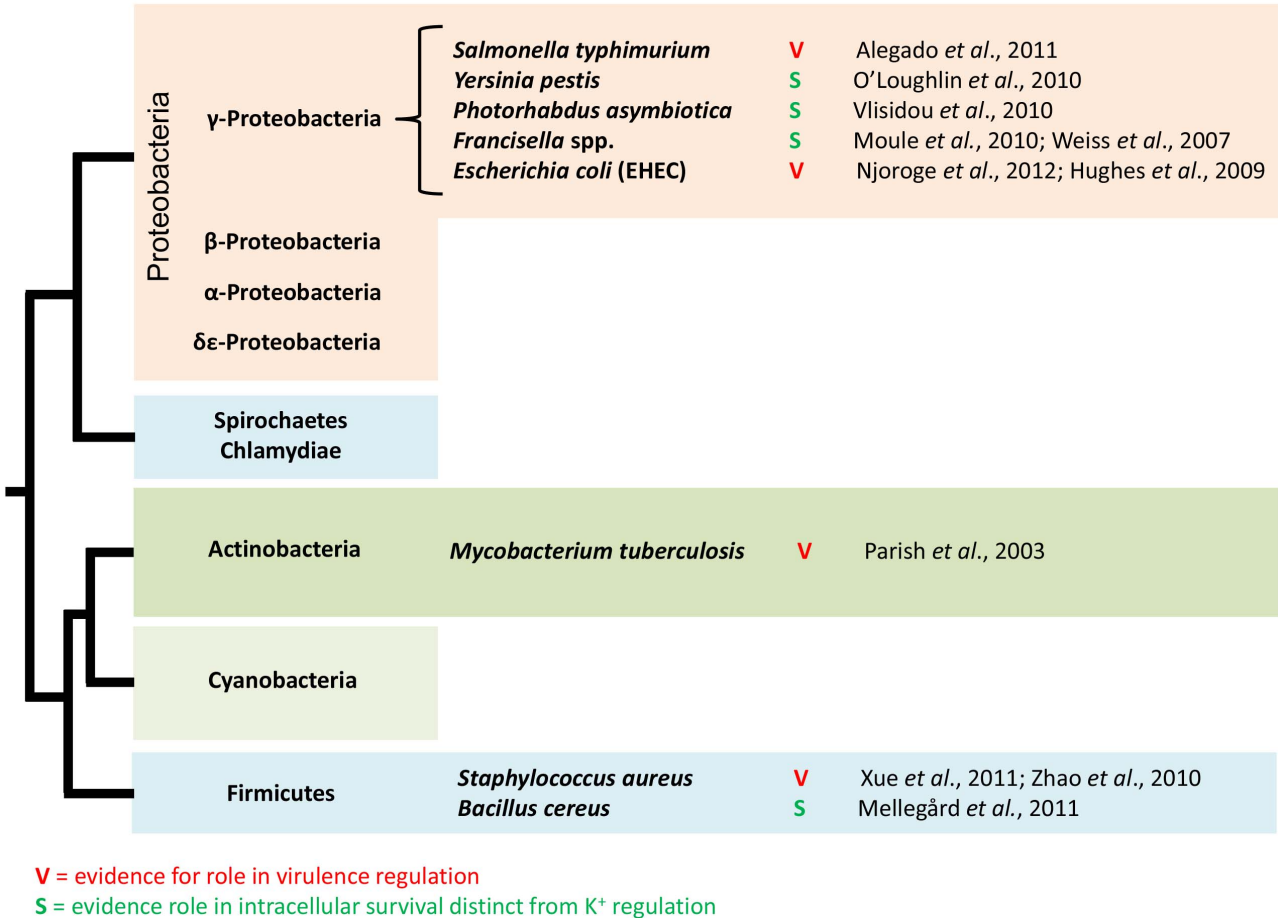 Proteobacteria
γ-Proteobacteria
Salmonella typhimurium V Alegado et al., 2011
Yersinia pestis S O’Loughlin et al., 2010
Photorhabdus asymbiotica S Vlisidou et al., 2010
Francisella spp. S Moule et al., 2010; Weiss et al., 2007
Escherichia coli (EHEC) V Njoroge et al., 2012; Hughes et al., 2009
β-Proteobacteria
α-Proteobacteria
δε-Proteobacteria
Spirochaetes
Chlamydiae
Actinobacteria Mycobacterium tuberculosis V Parish et al., 2003
Cyanobacteria
Firmicutes
Staphylococcus aureus V Xue et al., 2011; Zhao et al., 2010
Bacillus cereus S Mellegård et al., 2011
V = evidence for role in virulence regulation
S = evidence role in intracellular survival distinct from K⁺ regulation